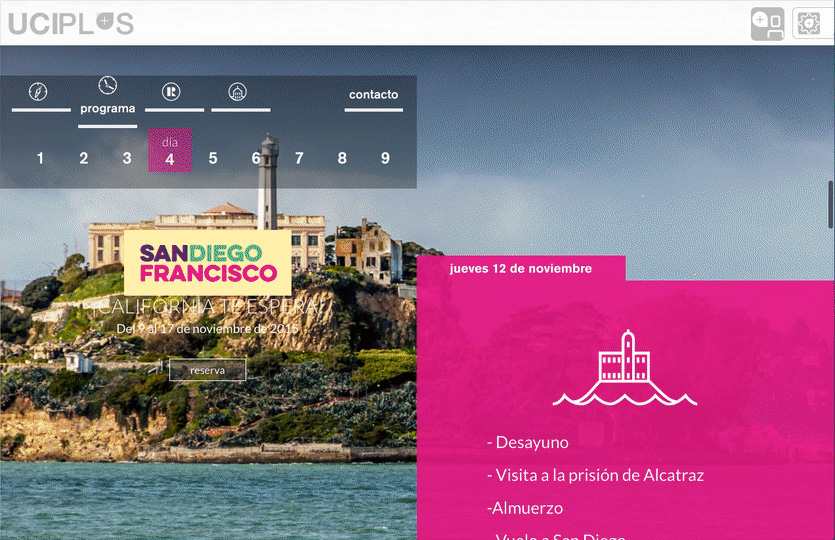 UCIPLUS
programa
contacto
día
1 2 3 4 5 6 7 8 9
SANDIEGO
FRANCISCO
¡CALIFORNIA TE ESPERA!
Del 9 al 17 de noviembre de 2015
reserva
jueves 12 de noviembre
- Desayuno
- Visita a la prisión de Alcatraz
-Almuerzo
- Vuelo a San Diego